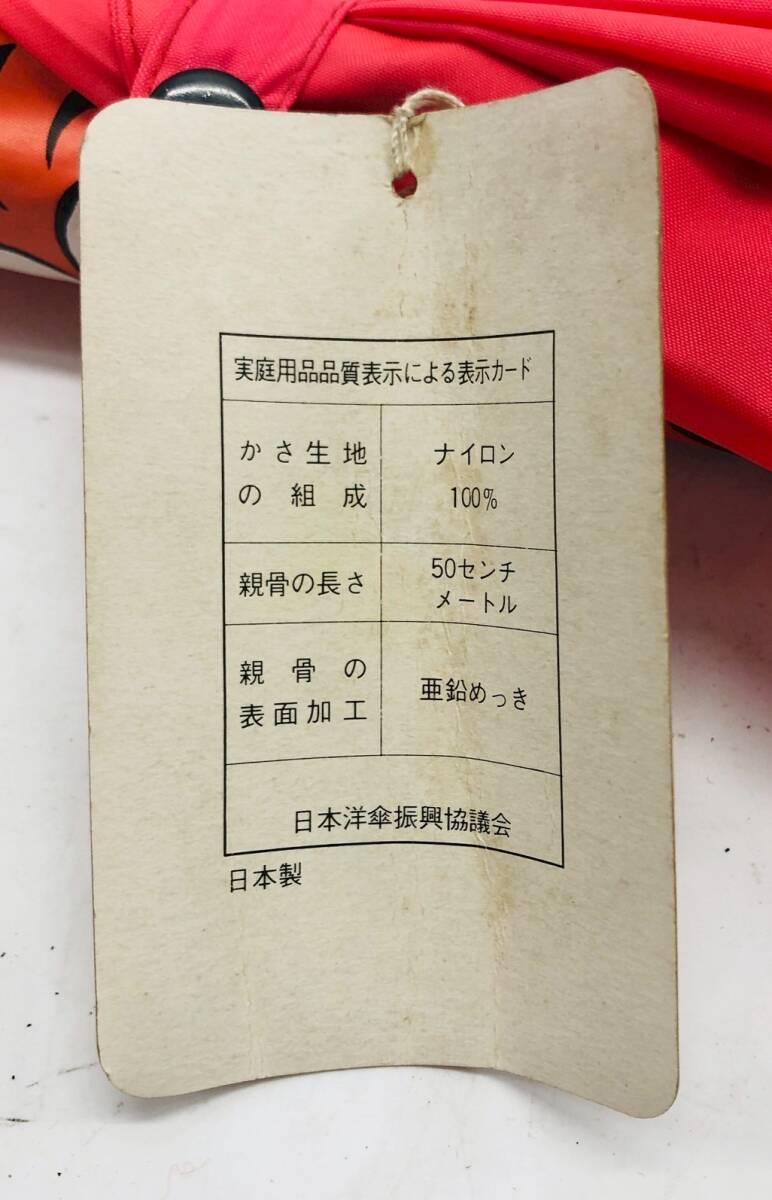 実庭用品品質表示による表示カード
かさ生地
の組成
ナイロン
100%
親骨の長さ
50センチ
メートル
親骨の
表面加工
亜鉛めっき
日本洋傘振興協議会
日本製